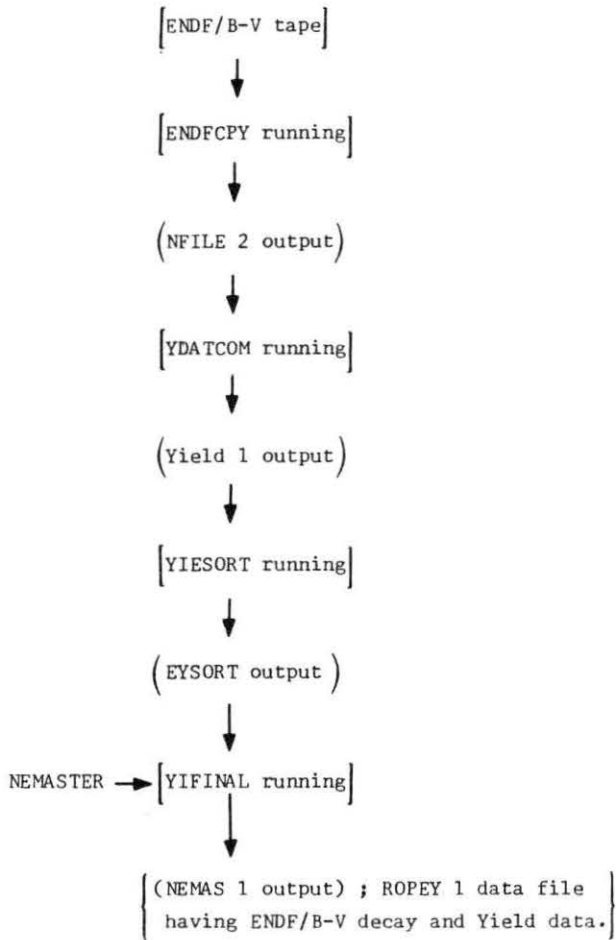 [ENDF/B-V tape]
[ENDFCPY running]
(NFILE 2 output)
[YDATCOM running]
(Yield 1 output)
[YIESORT running]
(EYSORT output )
NEMASTER [YIFINAL running]
{(NEMAS 1 output) ; ROPEY 1 data file
having ENDF/B-V decay and Yield data.}